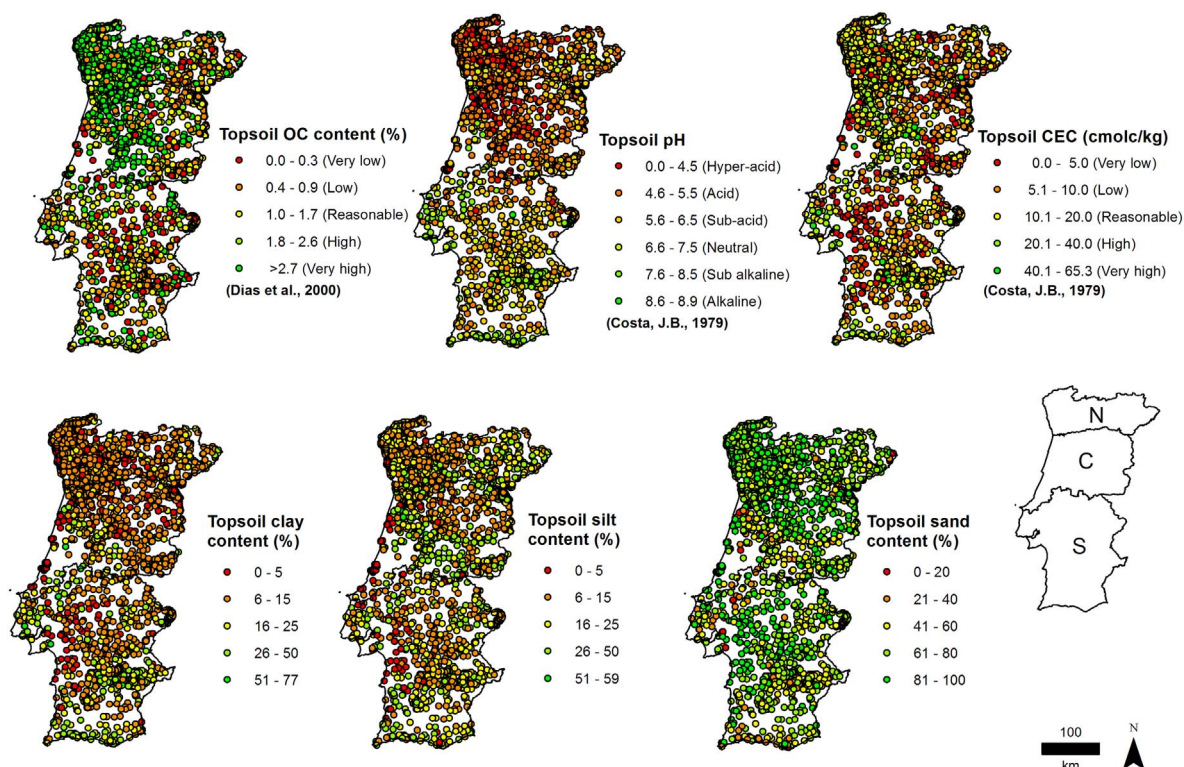 Topsoil OC content (%)
0.0 - 0.3 (Very low)
0.4 - 0.9 (Low)
1.0 - 1.7 (Reasonable)
1.8 - 2.6 (High)
>2.7 (Very high)
(Dias et al., 2000)
Topsoil pH
0.0 - 4.5 (Hyper-acid)
4.6 - 5.5 (Acid)
5.6 - 6.5 (Sub-acid)
6.6 - 7.5 (Neutral)
7.6 - 8.5 (Sub alkaline)
8.6 - 8.9 (Alkaline)
(Costa, J.B., 1979)
Topsoil CEC (cmolc/kg)
0.0 - 5.0 (Very low)
5.1 - 10.0 (Low)
10.1 - 20.0 (Reasonable)
20.1 - 40.0 (High)
40.1 - 65.3 (Very high)
(Costa, J.B., 1979)
Topsoil clay
content (%)
0 - 5
6 - 15
16 - 25
26 - 50
51 - 77
Topsoil silt
content (%)
0 - 5
6 - 15
16 - 25
26 - 50
51 - 59
Topsoil sand
content (%)
0 - 20
21 - 40
41 - 60
61 - 80
81 - 100
N
C
S
100
km
N